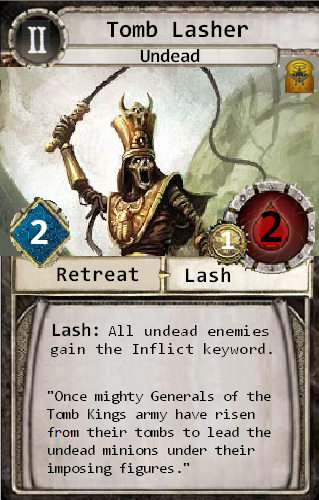 II
Tomb Lasher
Undead
2
1
2
Retreat
Lash
Lash: All undead enemies
gain the Inflict keyword.
"Once mighty Generals of the
Tomb Kings army have risen
from their tombs to lead the
undead minions under their
imposing figures."